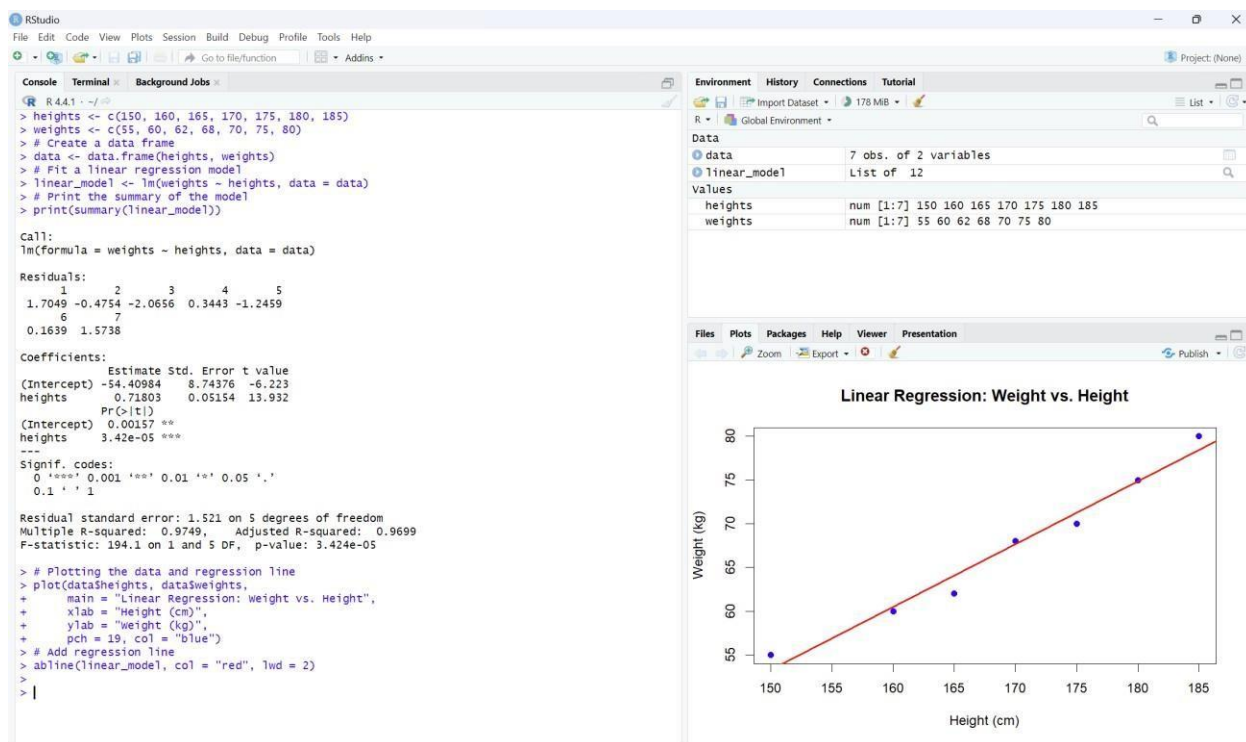 RStudio
File Edit Code View Plots Session Build Debug Profile Tools Help
Go to file/function Addins
Project: (None)
Console Terminal Background Jobs
R 4.4.1 · ~/
> heights <- c(150, 160, 165, 170, 175, 180, 185)
> weights <- c(55, 60, 62, 68, 70, 75, 80)
> # Create a data frame
> data <- data.frame(heights, weights)
> # Fit a linear regression model
> linear_model <- lm(weights ~ heights, data = data)
> # Print the summary of the model
> print(summary(linear_model))
Call:
lm(formula = weights ~ heights, data = data)
Residuals:
1 2 3 4 5
1.7049 -0.4754 -2.0656 0.3443 -1.2459
6 7
0.1639 1.5738
Coefficients:
Estimate Std. Error t value
(Intercept) -54.40984 8.74376 -6.223
heights 0.71803 0.05154 13.932
Pr(>|t|)
(Intercept) 0.00157 **
heights 3.42e-05 ***
---
Signif. codes:
0 ‘***’ 0.001 ‘**’ 0.01 ‘*’ 0.05 ‘.’
0.1 ‘ ’ 1
Residual standard error: 1.521 on 5 degrees of freedom
Multiple R-squared: 0.9749, Adjusted R-squared: 0.9699
F-statistic: 194.1 on 1 and 5 DF, p-value: 3.424e-05
> # Plotting the data and regression line
> plot(data$heights, data$weights,
+ main = "Linear Regression: Weight vs. Height",
+ xlab = "Height (cm)",
+ ylab = "Weight (kg)",
+ pch = 19, col = "blue")
> # Add regression line
> abline(linear_model, col = "red", lwd = 2)
>
>
Environment History Connections Tutorial
Import Dataset 178 MiB List
R Global Environment
Data
data 7 obs. of 2 variables
linear_model List of 12
Values
heights num [1:7] 150 160 165 170 175 180 185
weights num [1:7] 55 60 62 68 70 75 80
Files Plots Packages Help Viewer Presentation
Zoom Export Publish
Linear Regression: Weight vs. Height
80
75
70
65
60
55
Weight (kg)
150 155 160 165 170 175 180 185
Height (cm)